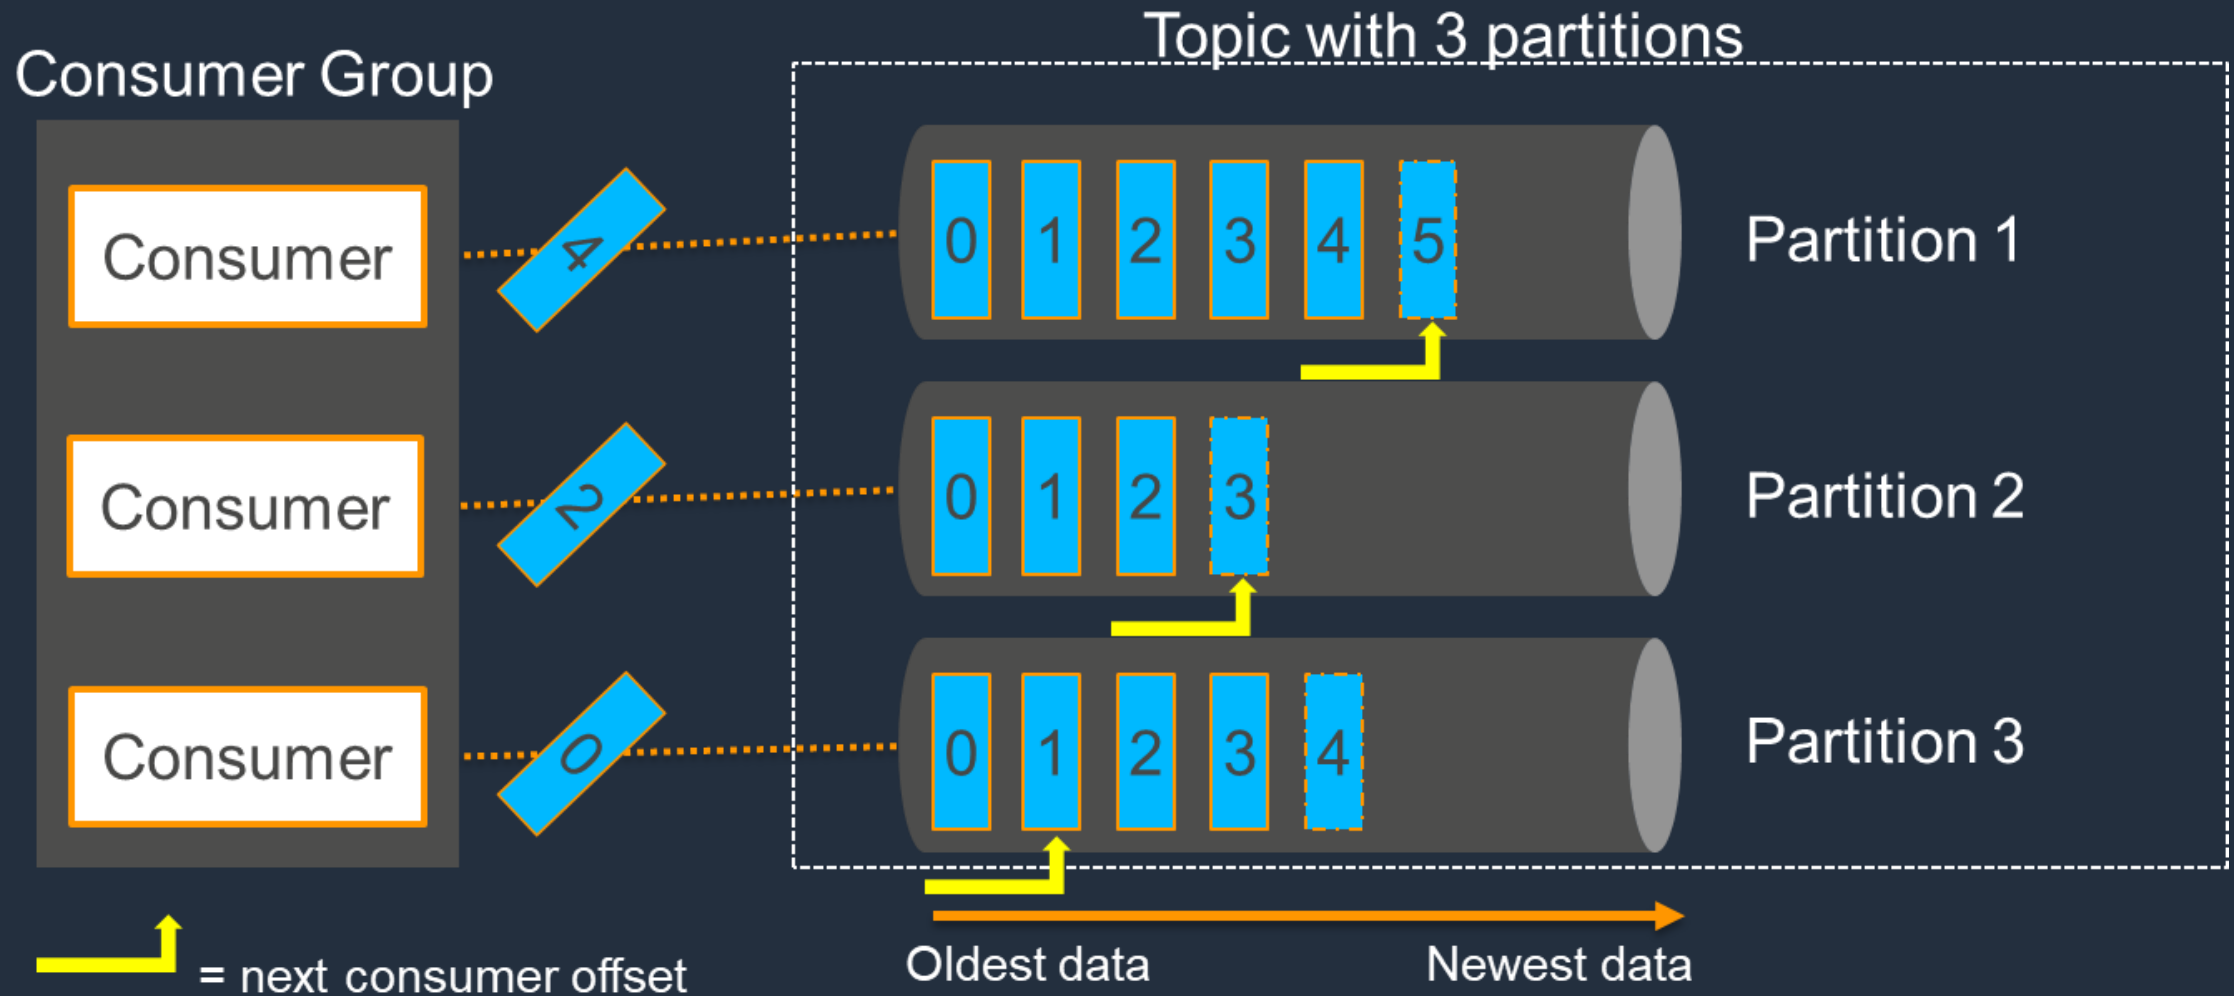 Topic with 3 partitions
Consumer Group
Consumer
4
0 1 2 3 4 5
Partition 1
Consumer
2
0 1 2 3
Partition 2
Consumer
0
0 1 2 3 4
Partition 3
= next consumer offset
Oldest data
Newest data